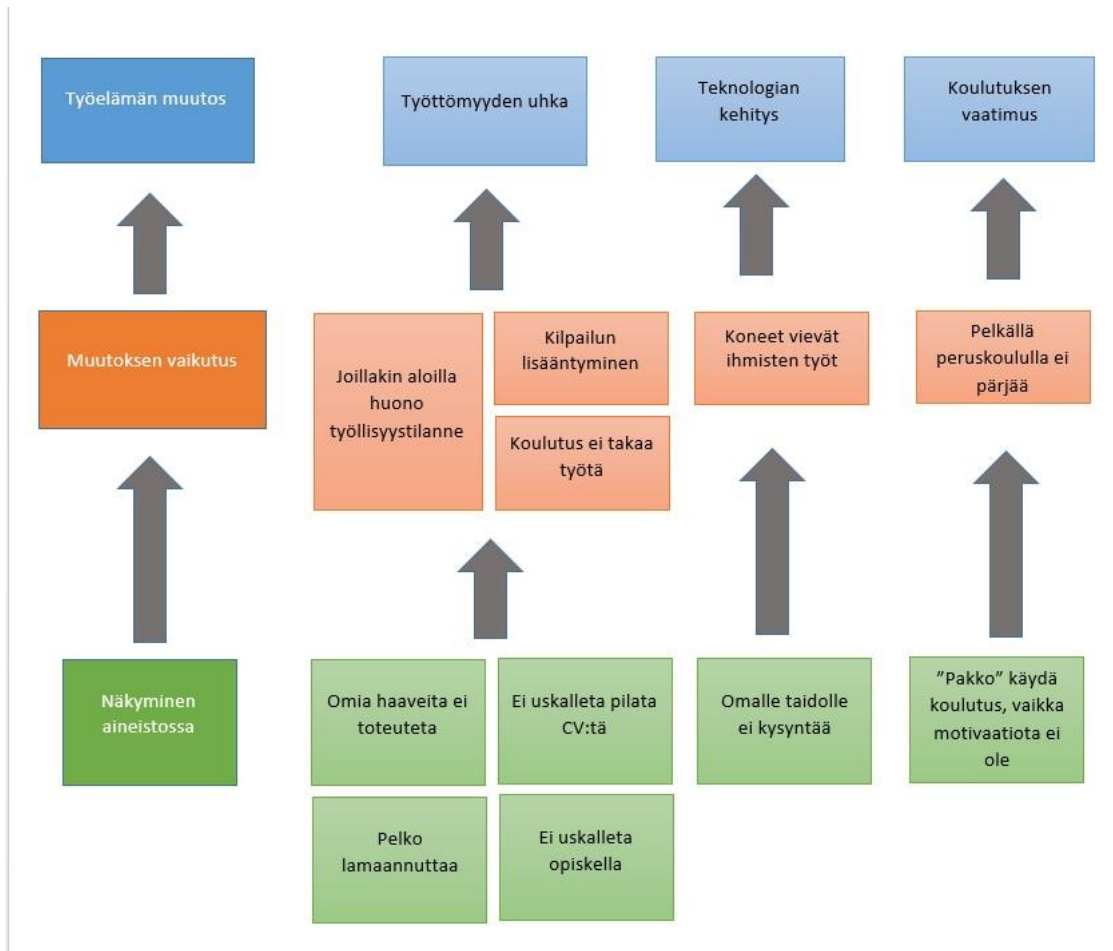 Työelämän muutos
Työttömyyden uhka
Teknologian
kehitys
Koulutuksen
vaatimus
Muutoksen vaikutus
Joillakin aloilla
huono
työllisyystilanne
Kilpailun
lisääntyminen
Koulutus ei takaa
työtä
Koneet vievät
ihmisten työt
Pelkällä
peruskoululla ei
pärjää
Näkyminen
aineistossa
Omia haaveita ei
toteuteta
Ei uskalleta pilata
CV:tä
Pelko
lamaannuttaa
Ei uskalleta
opiskella
Omalle taidolle
ei kysyntää
”Pakko” käydä
koulutus, vaikka
motivaatiota ei
ole